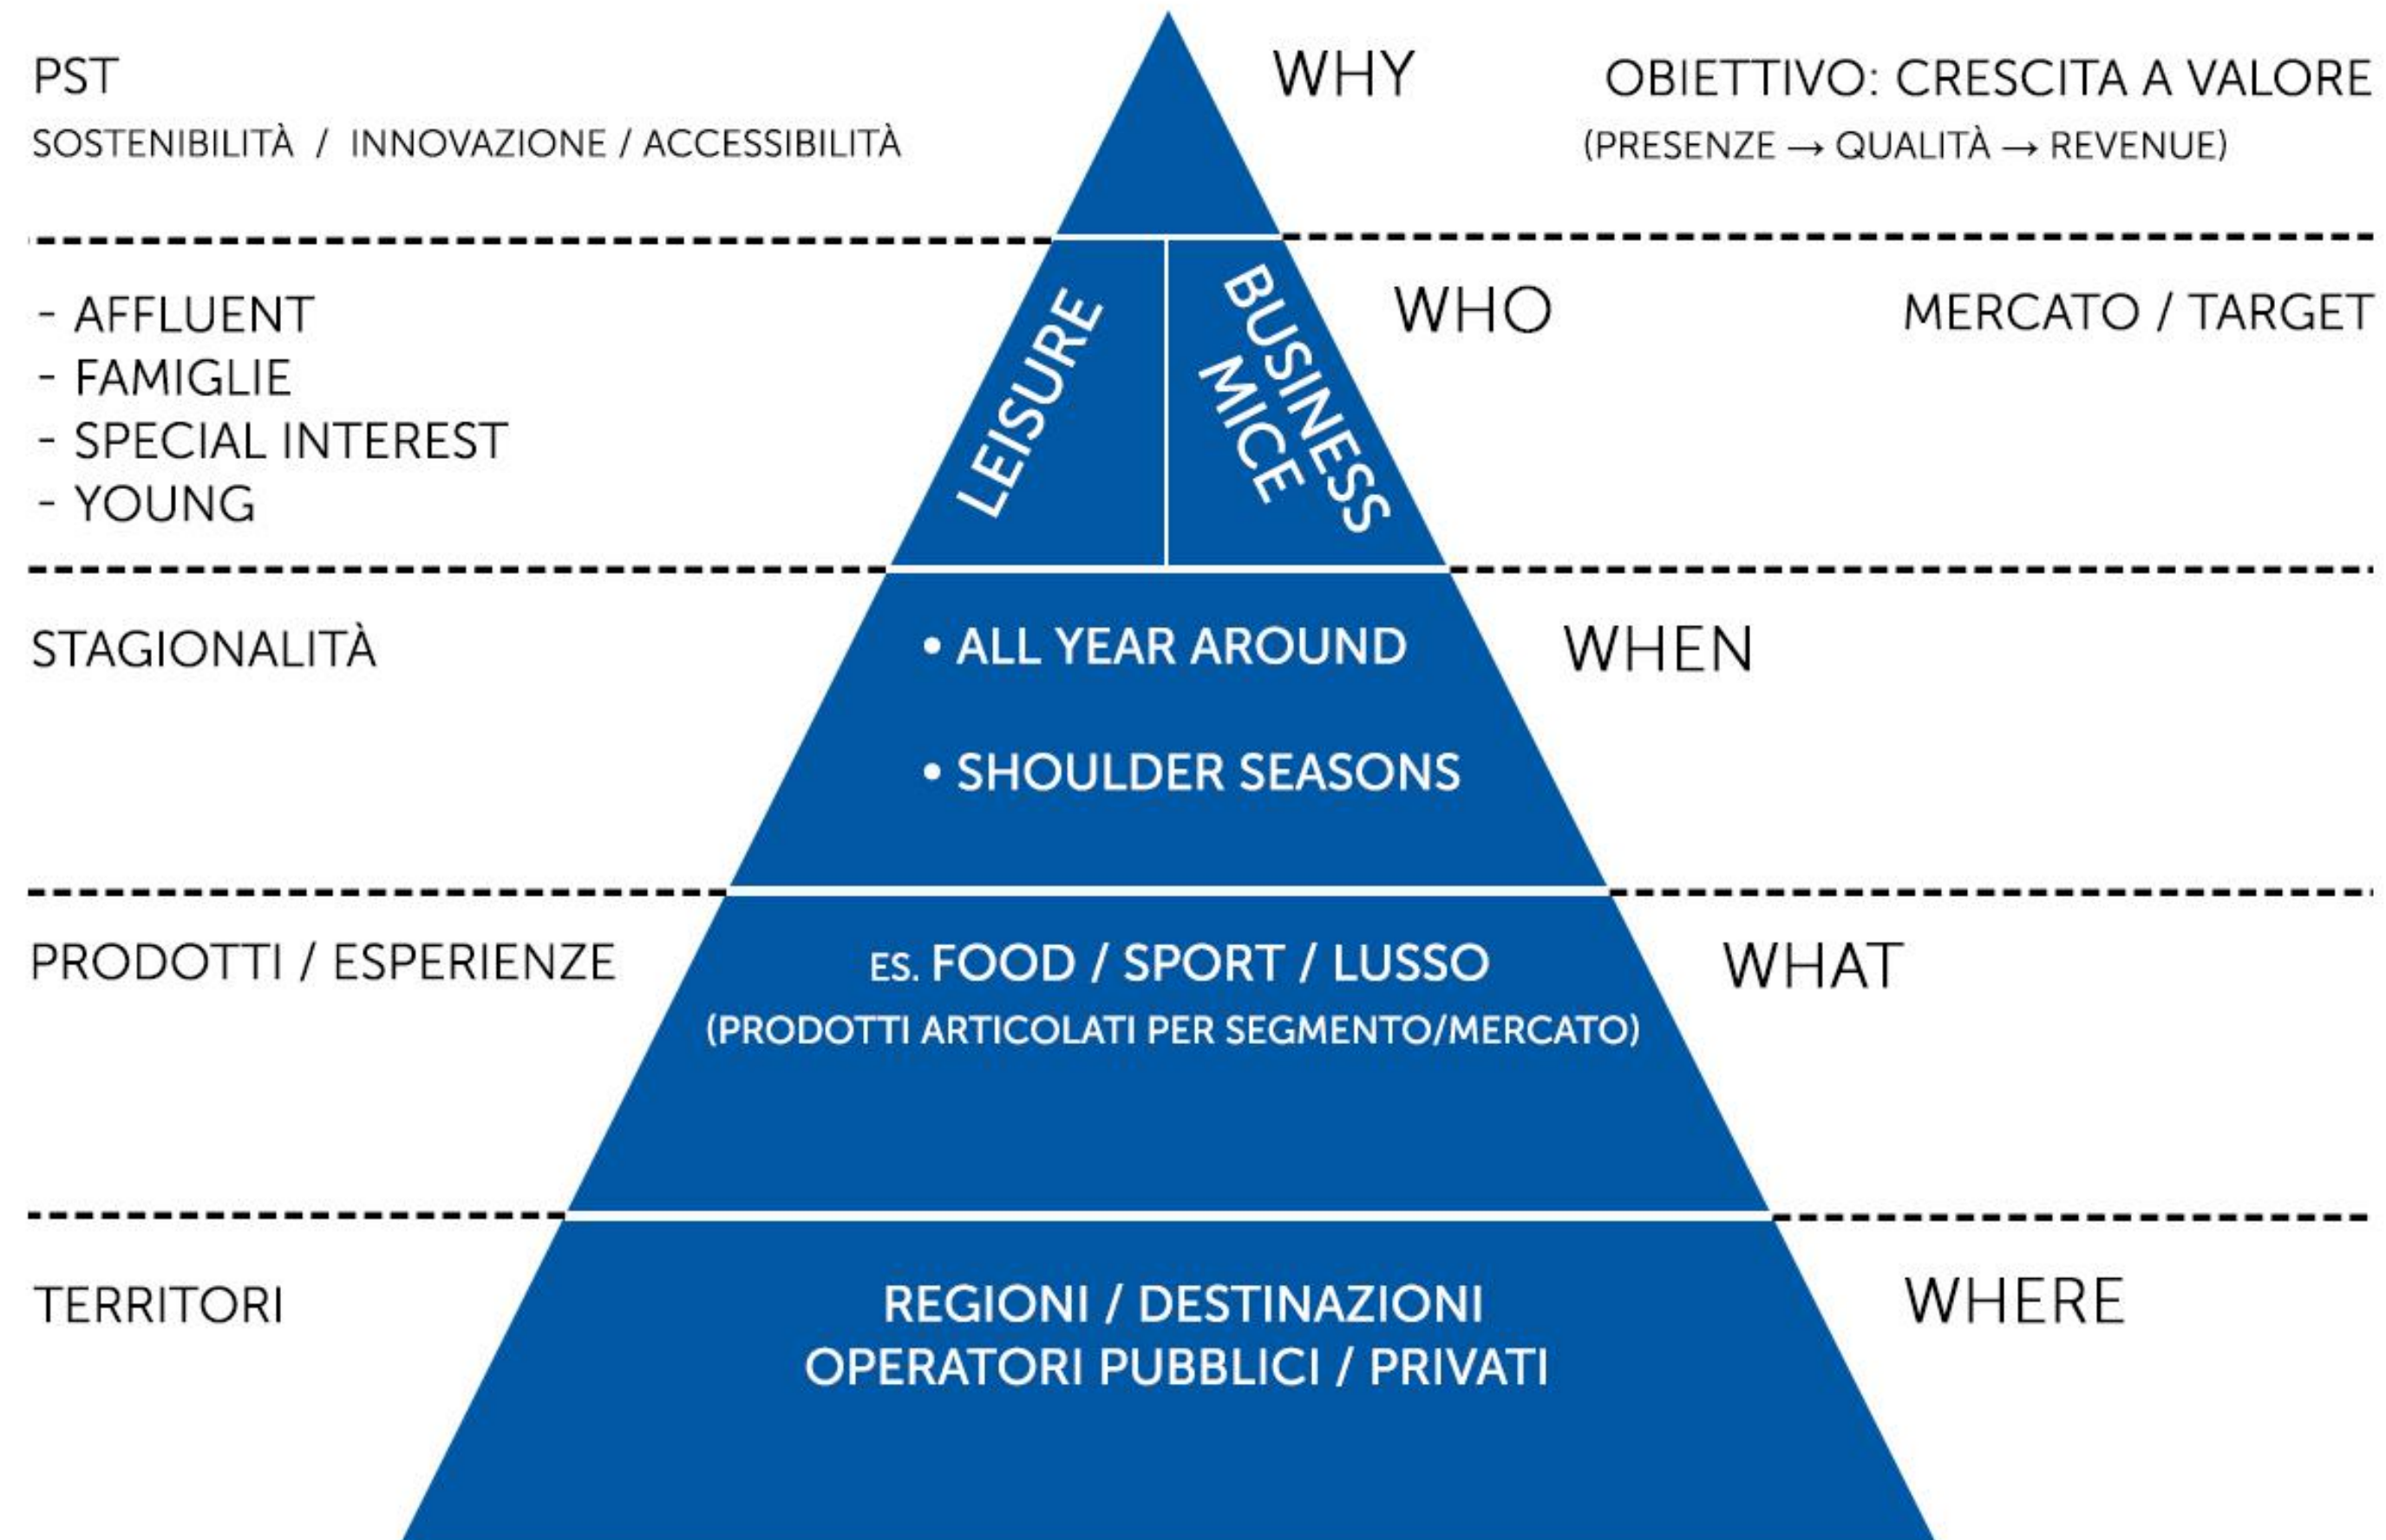 PST
SOSTENIBILITÀ / INNOVAZIONE / ACCESSIBILITÀ
WHY
OBIETTIVO: CRESCITA A VALORE
(PRESENZE → QUALITÀ → REVENUE)
- AFFLUENT
- FAMIGLIE
- SPECIAL INTEREST
- YOUNG
LEISURE
BUSINESS
MICE
WHO
MERCATO / TARGET
STAGIONALITÀ
• ALL YEAR AROUND
• SHOULDER SEASONS
WHEN
PRODOTTI / ESPERIENZE
ES. FOOD / SPORT / LUSSO
(PRODOTTI ARTICOLATI PER SEGMENTO/MERCATO)
WHAT
TERRITORI
REGIONI / DESTINAZIONI
OPERATORI PUBBLICI / PRIVATI
WHERE